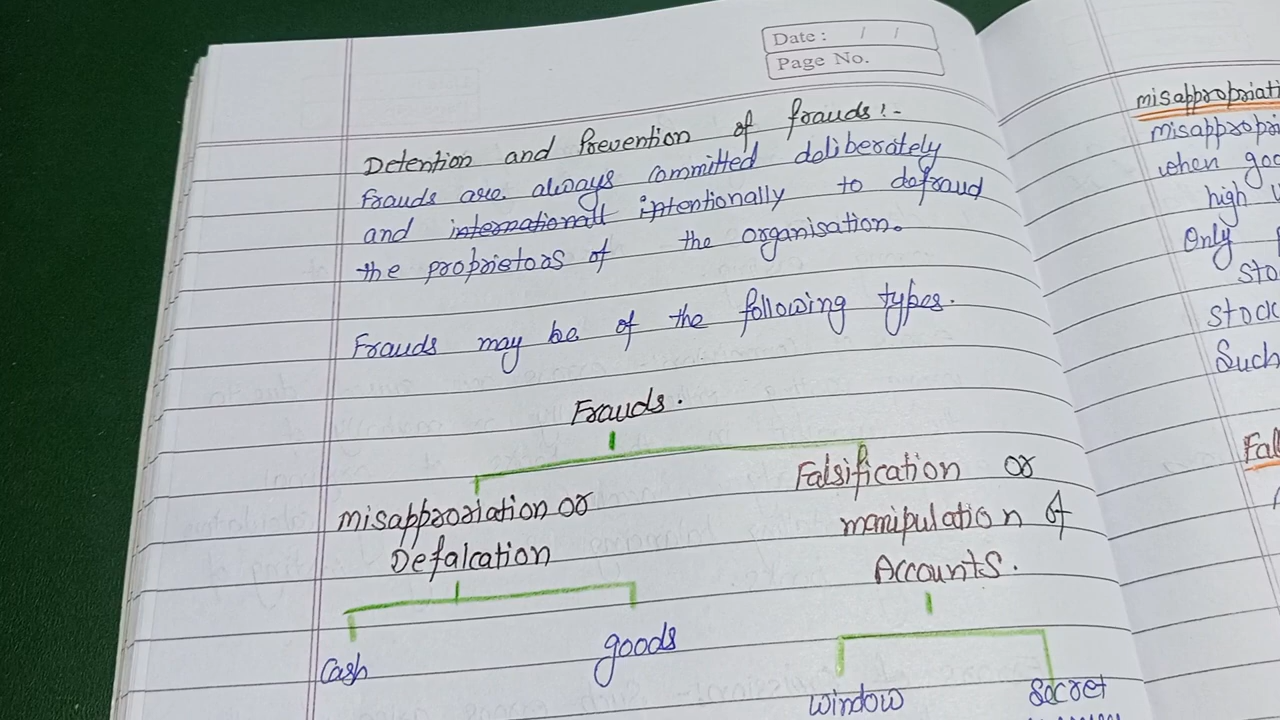 Date: / /
Page No.
Detention and Prevention of frauds:-
Frauds are always committed deliberately
and internationall intentionally to defraud
the proprietors of the organisation.
Frauds may be of the following types.
Frauds.
misapproriation or
Defalcation
Cash
goods
Falsification or
manipulation of
Accounts.
window
Secret
misappropriati
misappropri
when goo
high
Only
sto
stock
Such
Fal